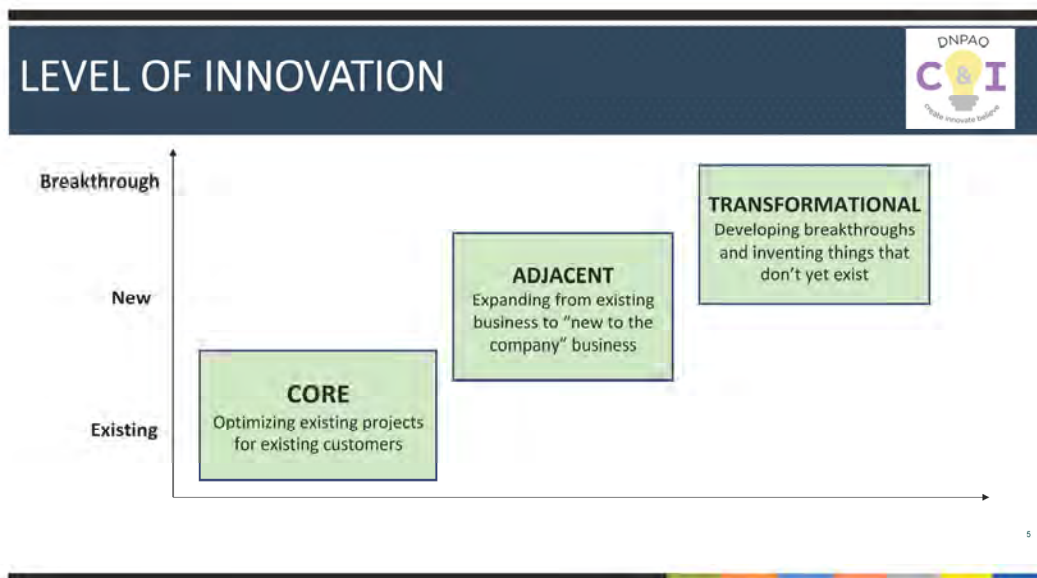 LEVEL OF INNOVATION
DNPAO
C & I
create innovate believe
Breakthrough
New
Existing
TRANSFORMATIONAL
Developing breakthroughs
and inventing things that
don't yet exist
ADJACENT
Expanding from existing
business to "new to the
company" business
CORE
Optimizing existing projects
for existing customers
5